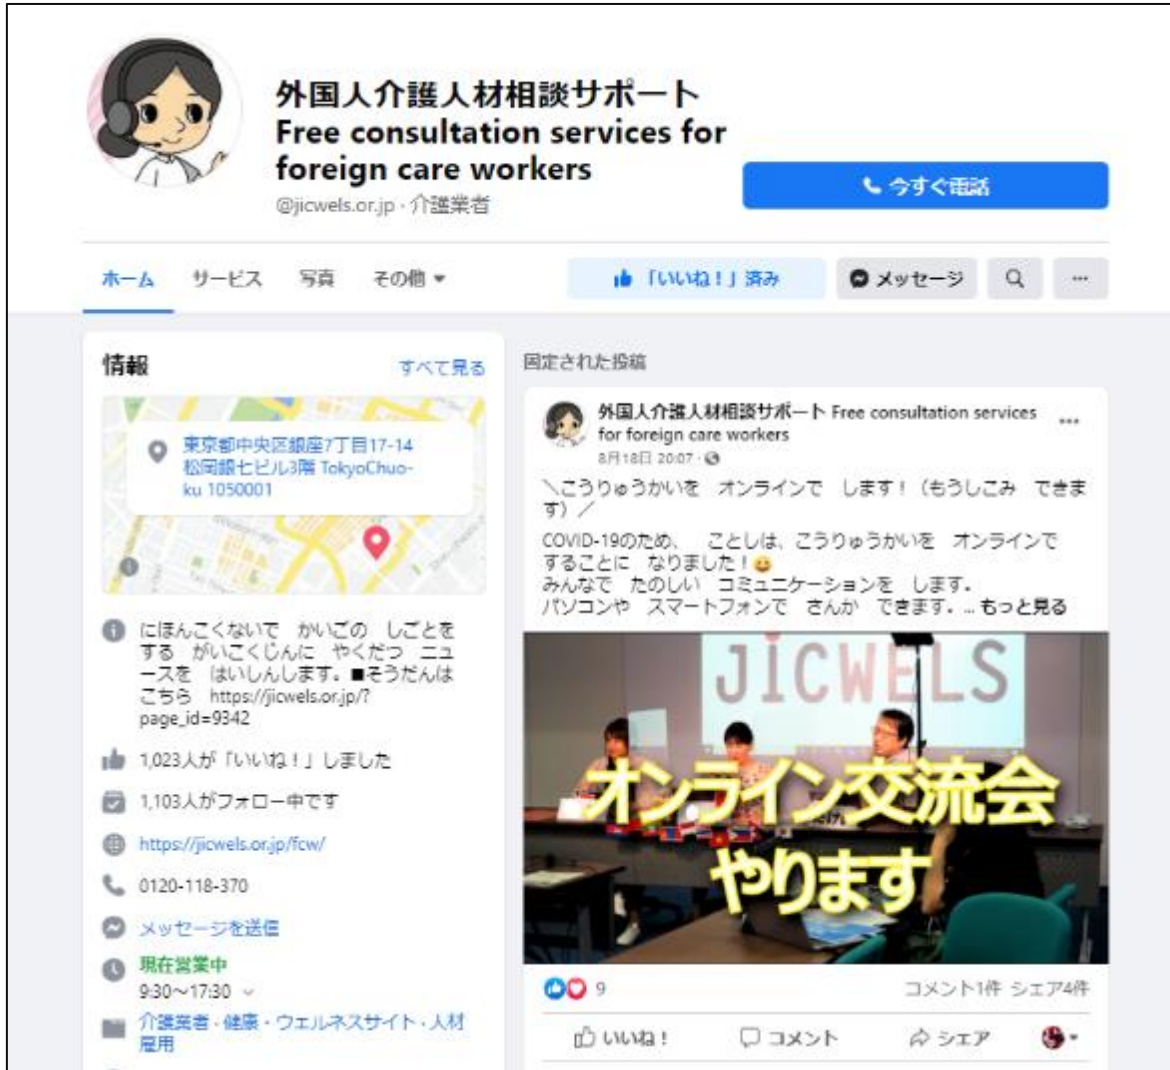 外国人介護人材相談サポート
Free consultation services for
foreign care workers
@jicwels.or.jp · 介護業者
今すぐ電話
ホーム サービス 写真 その他
「いいね！」済み メッセージ
情報 すべて見る
東京都中央区銀座7丁目17-14
松岡銀七ビル3階 TokyoChuo-
ku 1050001
にほんこくないで かいごの しごとを
する がいこくじんに やくだつ ニュ
ースを はいしんします。■そうだんは
こちら https://jicwels.or.jp/?
page_id=9342
1,023人が「いいね！」しました
1,103人がフォロー中です
https://jicwels.or.jp/fcw/
0120-118-370
メッセージを送信
現在営業中
9:30～17:30
介護業者 · 健康・ウェルネスサイト · 人材
雇用
固定された投稿
外国人介護人材相談サポート Free consultation services
for foreign care workers
8月18日 20:07 ·
＼こうりゅうかいを オンラインで します！（もうしこみ できま
す）／
COVID-19のため、 ことしは、こうりゅうかいを オンラインで
することに なりました！😀
みんなで たのしい コミュニケーションを します。
パソコンや スマートフォンで さんか できます。... もっと見る
JICWELS
オンライン交流会
やります
9 コメント1件 シェア4件
いいね！ コメント シェア